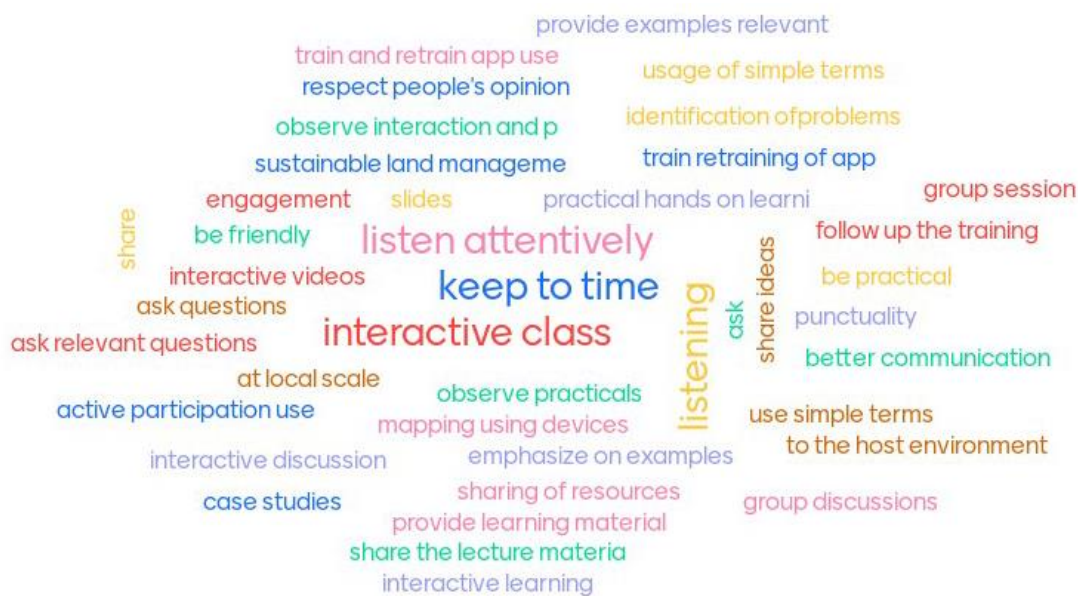 provide examples relevant
train and retrain app use
usage of simple terms
respect people's opinion
identification ofproblems
observe interaction and p
train retraining of app
sustainable land manageme
group session
engagement
slides
practical hands on learni
share
be friendly
listen attentively
follow up the training
interactive videos
keep to time
listening
ask
share ideas
be practical
ask questions
interactive class
punctuality
ask relevant questions
better communication
at local scale
observe practicals
active participation use
mapping using devices
use simple terms
to the host environment
interactive discussion
emphasize on examples
case studies
sharing of resources
group discussions
provide learning material
share the lecture materia
interactive learning